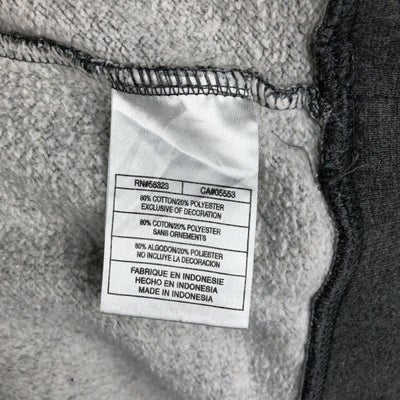 RN#56323 CA#05553
80% COTTON/20% POLYESTER
EXCLUSIVE OF DECORATION
80% COTON/20% POLYESTER
SANS ORNEMENTS
80% ALGODON/20% POLIESTER
NO INCLUYE LA DECORACION
FABRIQUE EN INDONESIE
HECHO EN INDONESIA
MADE IN INDONESIA